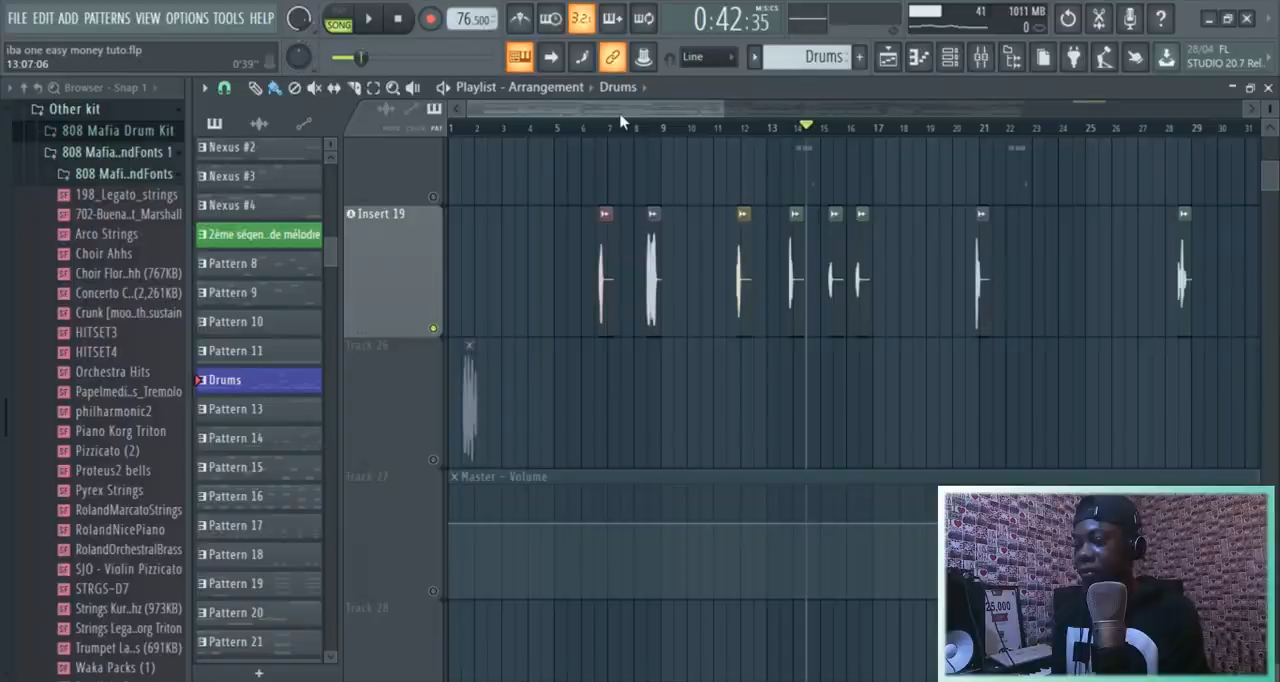 FILE EDIT ADD PATTERNS VIEW OPTIONS TOOLS HELP
SONG
76.500
3.2.1
0:42:35
M:S:CS
41
1011 MB
0
iba one easy money tuto.flp
13:07:06
0'39"
Line
Drums
28/04 FL
STUDIO 20.7 Rel..
Browser - Snap 1
Playlist - Arrangement
Drums
Other kit
808 Mafia Drum Kit
808 Mafia..ndFonts 1
808 Mafi..ndFonts
198_Legato_strings
702-Buena..t_Marshall
Arco Strings
Choir Ahhs
Choir Flor..hh (767KB)
Concerto C..(2,261KB)
Crunk [moo..th.sustain
HITSET3
HITSET4
Orchestra Hits
Papelmedi..s_Tremolo
philharmonic2
Piano Korg Triton
Pizzicato (2)
Proteus2 bells
Pyrex Strings
RolandMarcatoStrings
RolandNicePiano
RolandOrchestralBrass
SJO - Violin Pizzicato
STRGS-D7
Strings Kur..hz (973KB)
Strings Lega..org Triton
Trumpet La..s (691KB)
Waka Packs (1)
Nexus #2
Nexus #3
Nexus #4
2ème séqen..de mélodie
Pattern 8
Pattern 9
Pattern 10
Pattern 11
Drums
Pattern 13
Pattern 14
Pattern 15
Pattern 16
Pattern 17
Pattern 18
Pattern 19
Pattern 20
Pattern 21
1 2 3 4 5 6 7 8 9 10 11 12 13 14 15 16 17 18 19 20 21 22 23 24 25 26 27 28 29 30 31
Insert 19
Track 26
Track 27
Master - Volume
Track 28
25,000